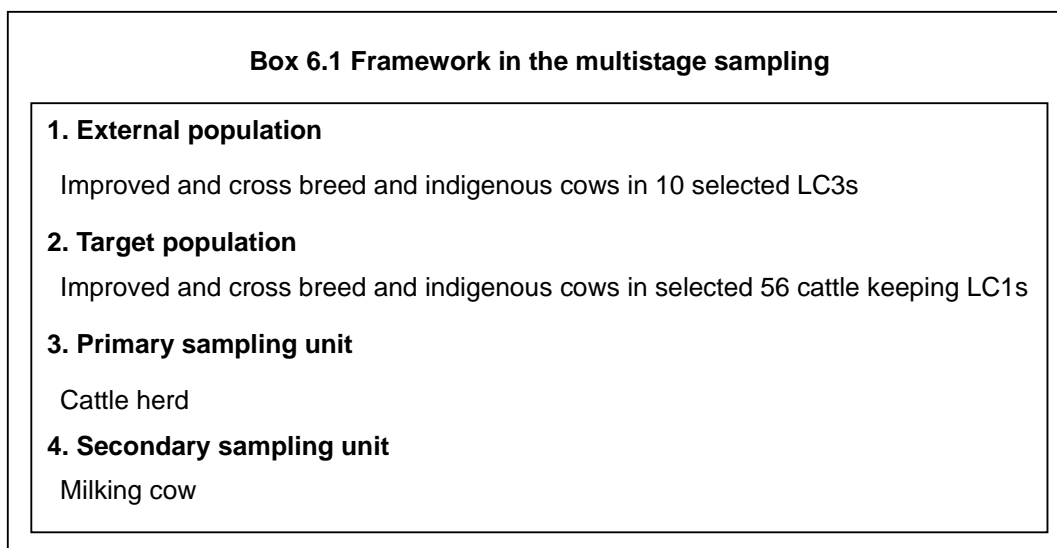 Box 6.1 Framework in the multistage sampling
1. External population
Improved and cross breed and indigenous cows in 10 selected LC3s
2. Target population
Improved and cross breed and indigenous cows in selected 56 cattle keeping LC1s
3. Primary sampling unit
Cattle herd
4. Secondary sampling unit
Milking cow